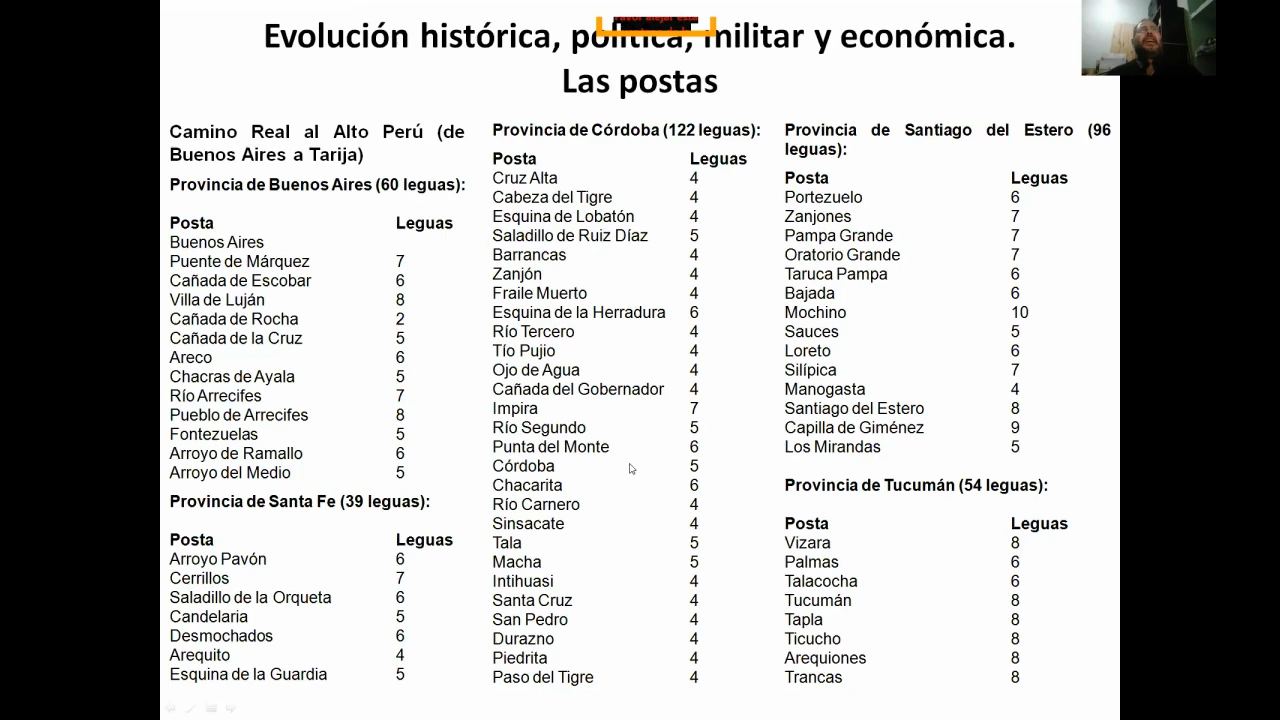 Favor alejar esta
Evolución histórica, política, militar y económica.
Las postas
Camino Real al Alto Perú (de
Buenos Aires a Tarija)
Provincia de Buenos Aires (60 leguas):
Posta Leguas
Buenos Aires
Puente de Márquez 7
Cañada de Escobar 6
Villa de Luján 8
Cañada de Rocha 2
Cañada de la Cruz 5
Areco 6
Chacras de Ayala 5
Río Arrecifes 7
Pueblo de Arrecifes 8
Fontezuelas 5
Arroyo de Ramallo 6
Arroyo del Medio 5
Provincia de Santa Fe (39 leguas):
Posta Leguas
Arroyo Pavón 6
Cerrillos 7
Saladillo de la Orqueta 6
Candelaria 5
Desmochados 6
Arequito 4
Esquina de la Guardia 5
Provincia de Córdoba (122 leguas):
Posta Leguas
Cruz Alta 4
Cabeza del Tigre 4
Esquina de Lobatón 4
Saladillo de Ruiz Díaz 5
Barrancas 4
Zanjón 4
Fraile Muerto 4
Esquina de la Herradura 6
Río Tercero 4
Tío Pujio 4
Ojo de Agua 4
Cañada del Gobernador 4
Impira 7
Río Segundo 5
Punta del Monte 6
Córdoba 5
Chacarita 6
Río Carnero 4
Sinsacate 4
Tala 5
Macha 5
Intihuasi 4
Santa Cruz 4
San Pedro 4
Durazno 4
Piedrita 4
Paso del Tigre 4
Provincia de Santiago del Estero (96
leguas):
Posta Leguas
Portezuelo 6
Zanjones 7
Pampa Grande 7
Oratorio Grande 7
Taruca Pampa 6
Bajada 6
Mochino 10
Sauces 5
Loreto 6
Silípica 7
Manogasta 4
Santiago del Estero 8
Capilla de Giménez 9
Los Mirandas 5
Provincia de Tucumán (54 leguas):
Posta Leguas
Vizara 8
Palmas 6
Talacocha 6
Tucumán 8
Tapla 8
Ticucho 8
Arequiones 8
Trancas 8